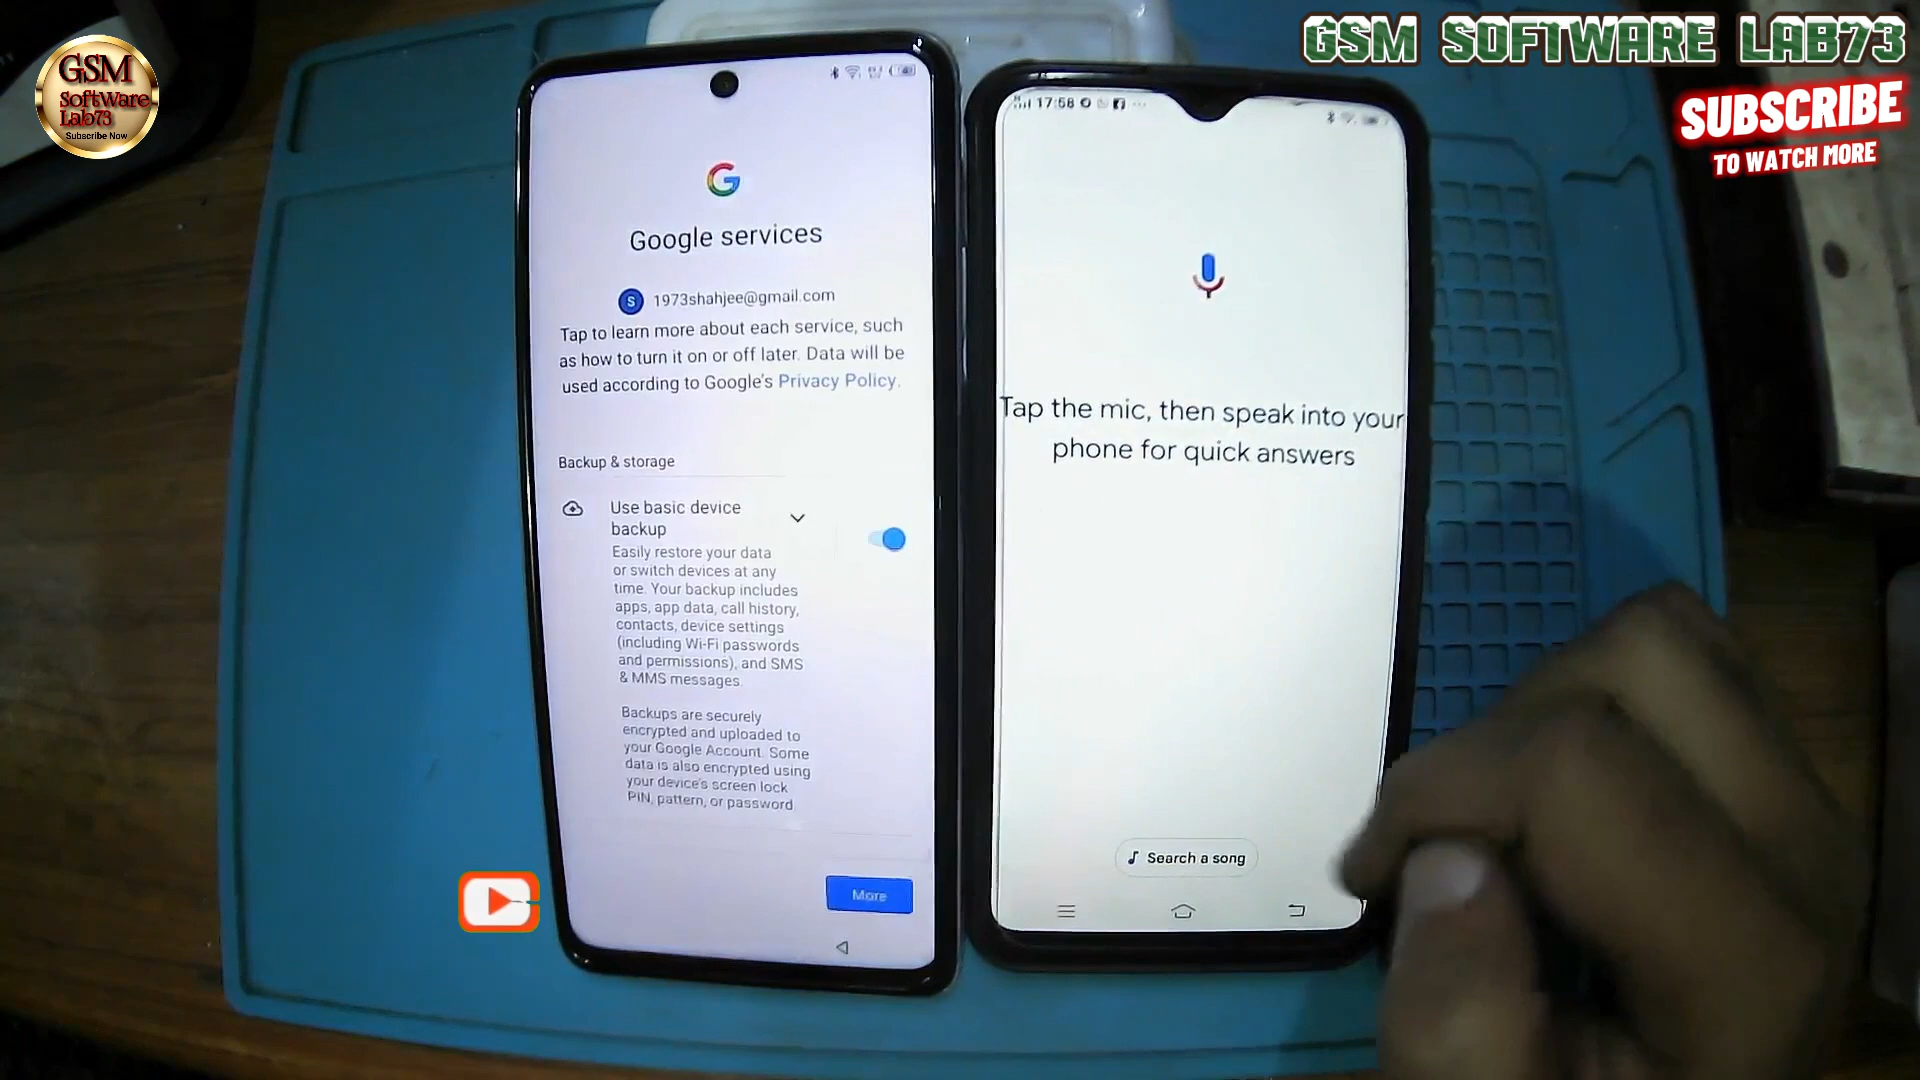 GSM
SoftWare
Lab73
Subscribe Now
GSM SOFTWARE LAB73
SUBSCRIBE
TO WATCH MORE
Google services
S
1973shahjee@gmail.com
Tap to learn more about each service, such
as how to turn it on or off later. Data will be
used according to Google's Privacy Policy.
Backup & storage
Use basic device
backup
Easily restore your data
or switch devices at any
time. Your backup includes
apps, app data, call history,
contacts, device settings
(including Wi-Fi passwords
and permissions), and SMS
& MMS messages.
Backups are securely
encrypted and uploaded to
your Google Account. Some
data is also encrypted using
your device's screen lock
PIN, pattern, or password
More
17:58
Tap the mic, then speak into your
phone for quick answers
Search a song